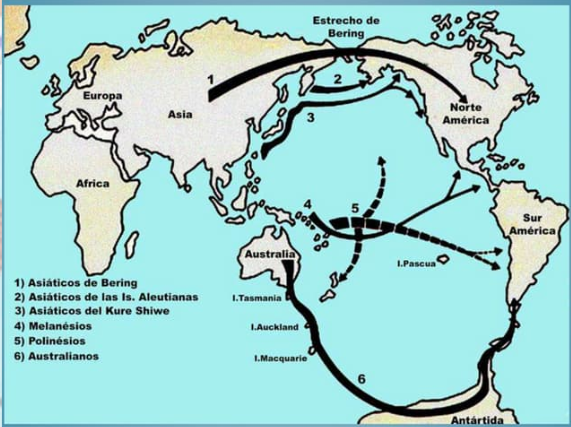 Estrecho de
Bering
1
2
3
Europa
Asia
Norte
América
Africa
4
5
Sur
América
Australia
I.Pascua
1) Asiáticos de Bering
2) Asiáticos de las Is. Aleutianas
3) Asiáticos del Kure Shiwe
4) Melanésios
5) Polinésios
6) Australianos
I.Tasmania
I.Auckland
I.Macquarie
6
Antártida